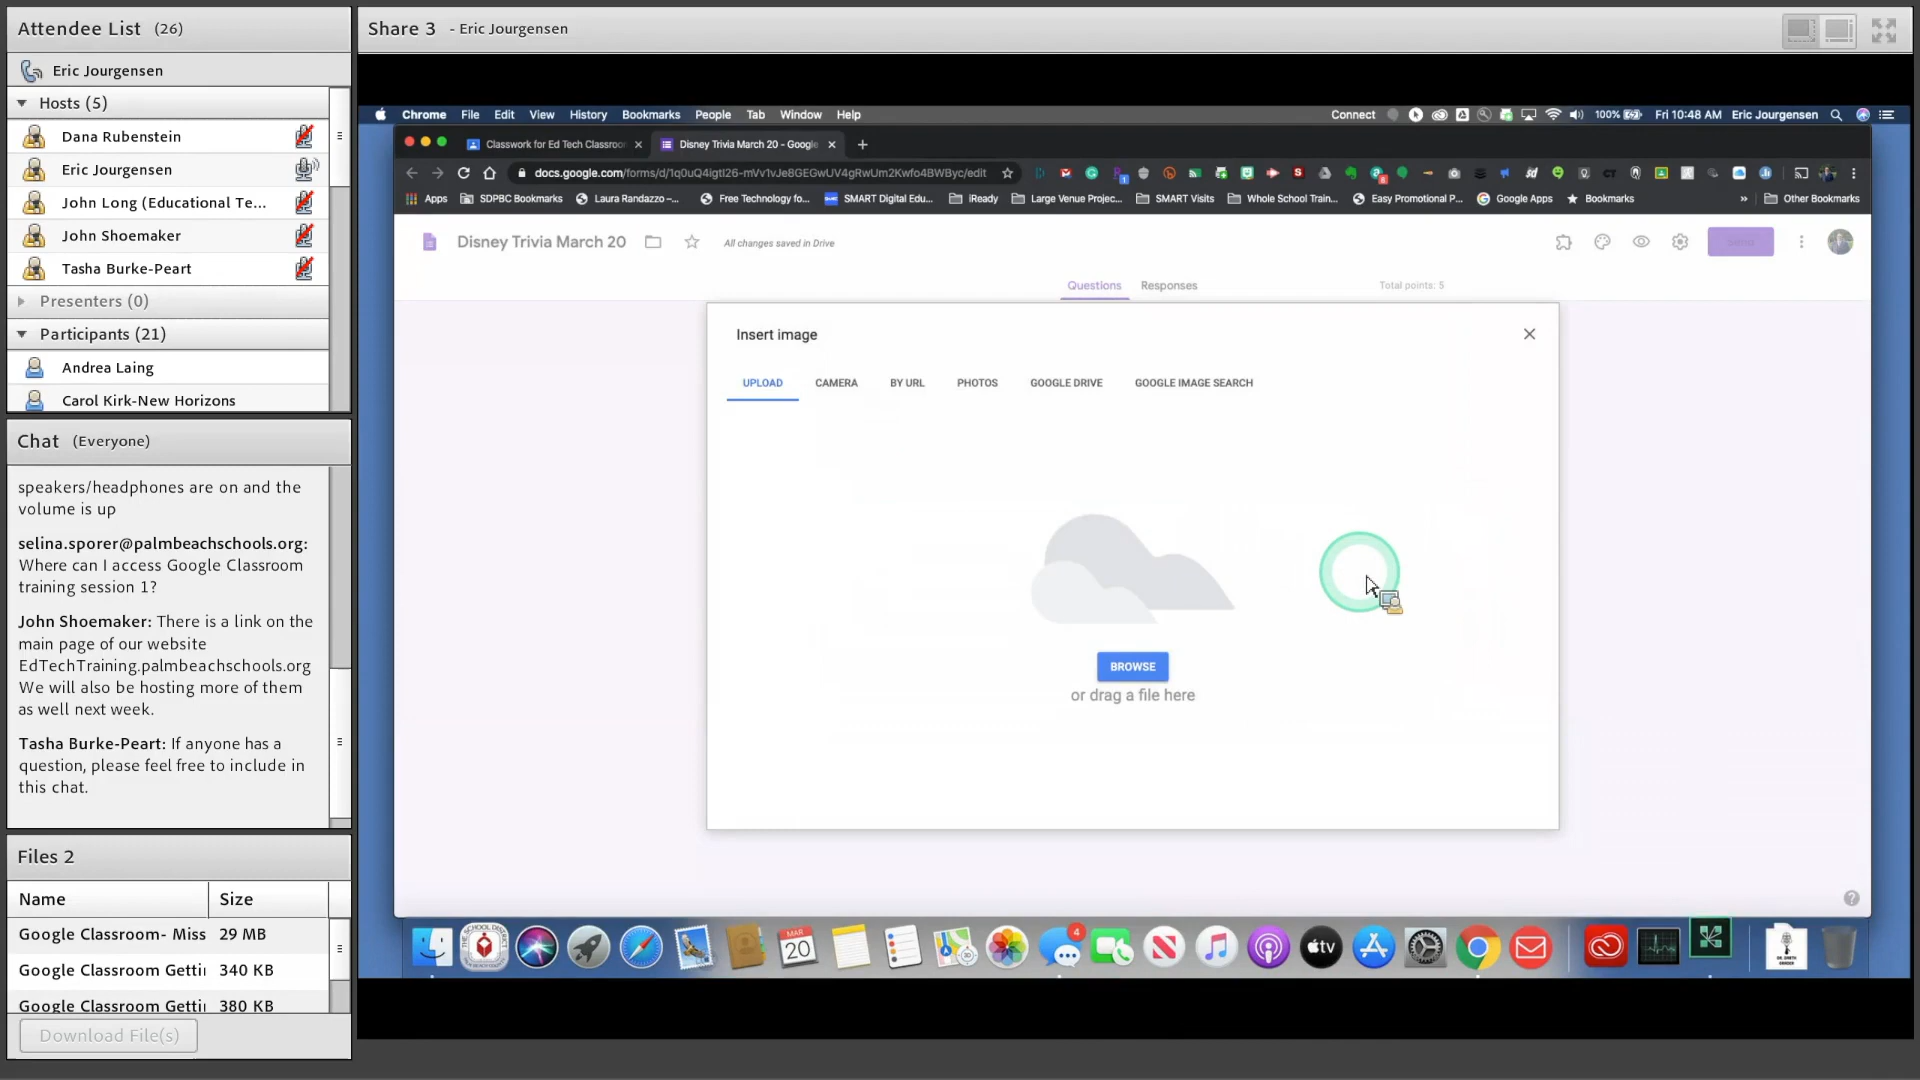 Attendee List (26)
Eric Jourgensen
Hosts (5)
Dana Rubenstein
Eric Jourgensen
John Long (Educational Te...
John Shoemaker
Tasha Burke-Peart
Presenters (0)
Participants (21)
Andrea Laing
Carol Kirk-New Horizons
Chat (Everyone)
speakers/headphones are on and the
volume is up
selina.sporer@palmbeachschools.org:
Where can I access Google Classroom
training session 1?
John Shoemaker: There is a link on the
main page of our website
EdTechTraining.palmbeachschools.org
We will also be hosting more of them
as well next week.
Tasha Burke-Peart: If anyone has a
question, please feel free to include in
this chat.
Files 2
Name Size
Google Classroom- Miss 29 MB
Google Classroom Getti 340 KB
Google Classroom Getti 380 KB
Download File(s)
Share 3 - Eric Jourgensen
Chrome File Edit View History Bookmarks People Tab Window Help Connect 100% Fri 10:48 AM Eric Jourgensen
Classwork for Ed Tech Classroom Disney Trivia March 20 - Google
docs.google.com/forms/d/1q0uQ4igtI26-mVv1vJe8GEGwUV4gRwUm2Kwfo4BWByc/edit
Apps SDPBC Bookmarks Laura Randazzo –... Free Technology fo... SMART Digital Edu... iReady Large Venue Projec... SMART Visits Whole School Train... Easy Promotional P... Google Apps Bookmarks » Other Bookmarks
Disney Trivia March 20 All changes saved in Drive Send
Questions Responses Total points: 5
Insert image
UPLOAD CAMERA BY URL PHOTOS GOOGLE DRIVE GOOGLE IMAGE SEARCH
BROWSE
or drag a file here
MAR
20
4
tv